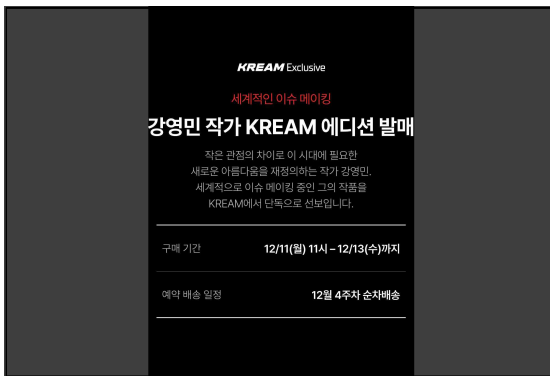 KREAM Exclusive
세계적인 이슈 메이킹
강영민 작가 KREAM 에디션 발매
작은 관점의 차이로 이 시대에 필요한
새로운 아름다움을 재정의하는 작가 강영민.
세계적으로 이슈 메이킹 중인 그의 작품을
KREAM에서 단독으로 선보입니다.
구매 기간 12/11(월) 11시 – 12/13(수)까지
예약 배송 일정 12월 4주차 순차배송